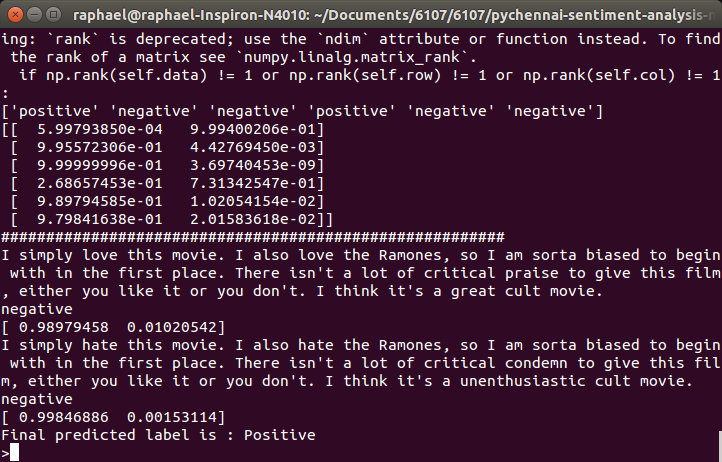 raphael@raphael-Inspiron-N4010: ~/Documents/6107/6107/pychennai-sentiment-analysis-
ing: `rank` is deprecated; use the `ndim` attribute or function instead. To find
 the rank of a matrix see `numpy.linalg.matrix_rank`.
  if np.rank(self.data) != 1 or np.rank(self.row) != 1 or np.rank(self.col) != 1
:
['positive' 'negative' 'negative' 'positive' 'negative' 'negative']
[[  5.99793850e-04   9.99400206e-01]
 [  9.95572306e-01   4.42769450e-03]
 [  9.99999996e-01   3.69740453e-09]
 [  2.68657453e-01   7.31342547e-01]
 [  9.89794585e-01   1.02054154e-02]
 [  9.79841638e-01   2.01583618e-02]]
########################################################
I simply love this movie. I also love the Ramones, so I am sorta biased to begin
 with in the first place. There isn't a lot of critical praise to give this film
, either you like it or you don't. I think it's a great cult movie.
negative
[ 0.98979458  0.01020542]
I simply hate this movie. I also hate the Ramones, so I am sorta biased to begin
 with in the first place. There isn't a lot of critical condemn to give this fil
m, either you like it or you don't. I think it's a unenthusiastic cult movie.
negative
[ 0.99846886  0.00153114]
Final predicted label is : Positive
>